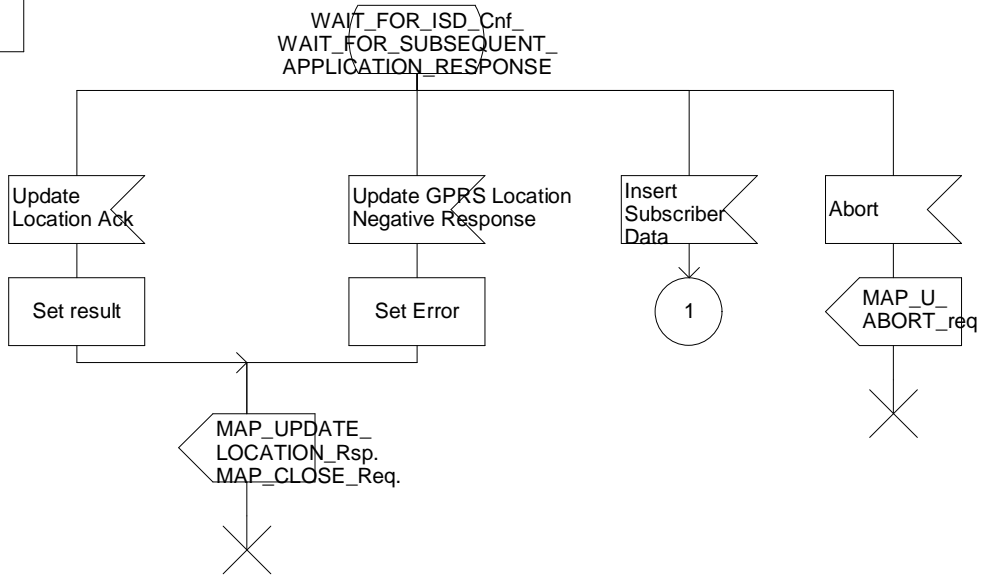 WAIT_FOR_ISD_Cnf_
WAIT_FOR_SUBSEQUENT_
APPLICATION_RESPONSE
Update
Location Ack
Update GPRS Location
Negative Response
Insert
Subscriber
Data
Abort
Set result
Set Error
1
MAP_U_
ABORT_req
MAP_UPDATE_
LOCATION_Rsp.
MAP_CLOSE_Req.